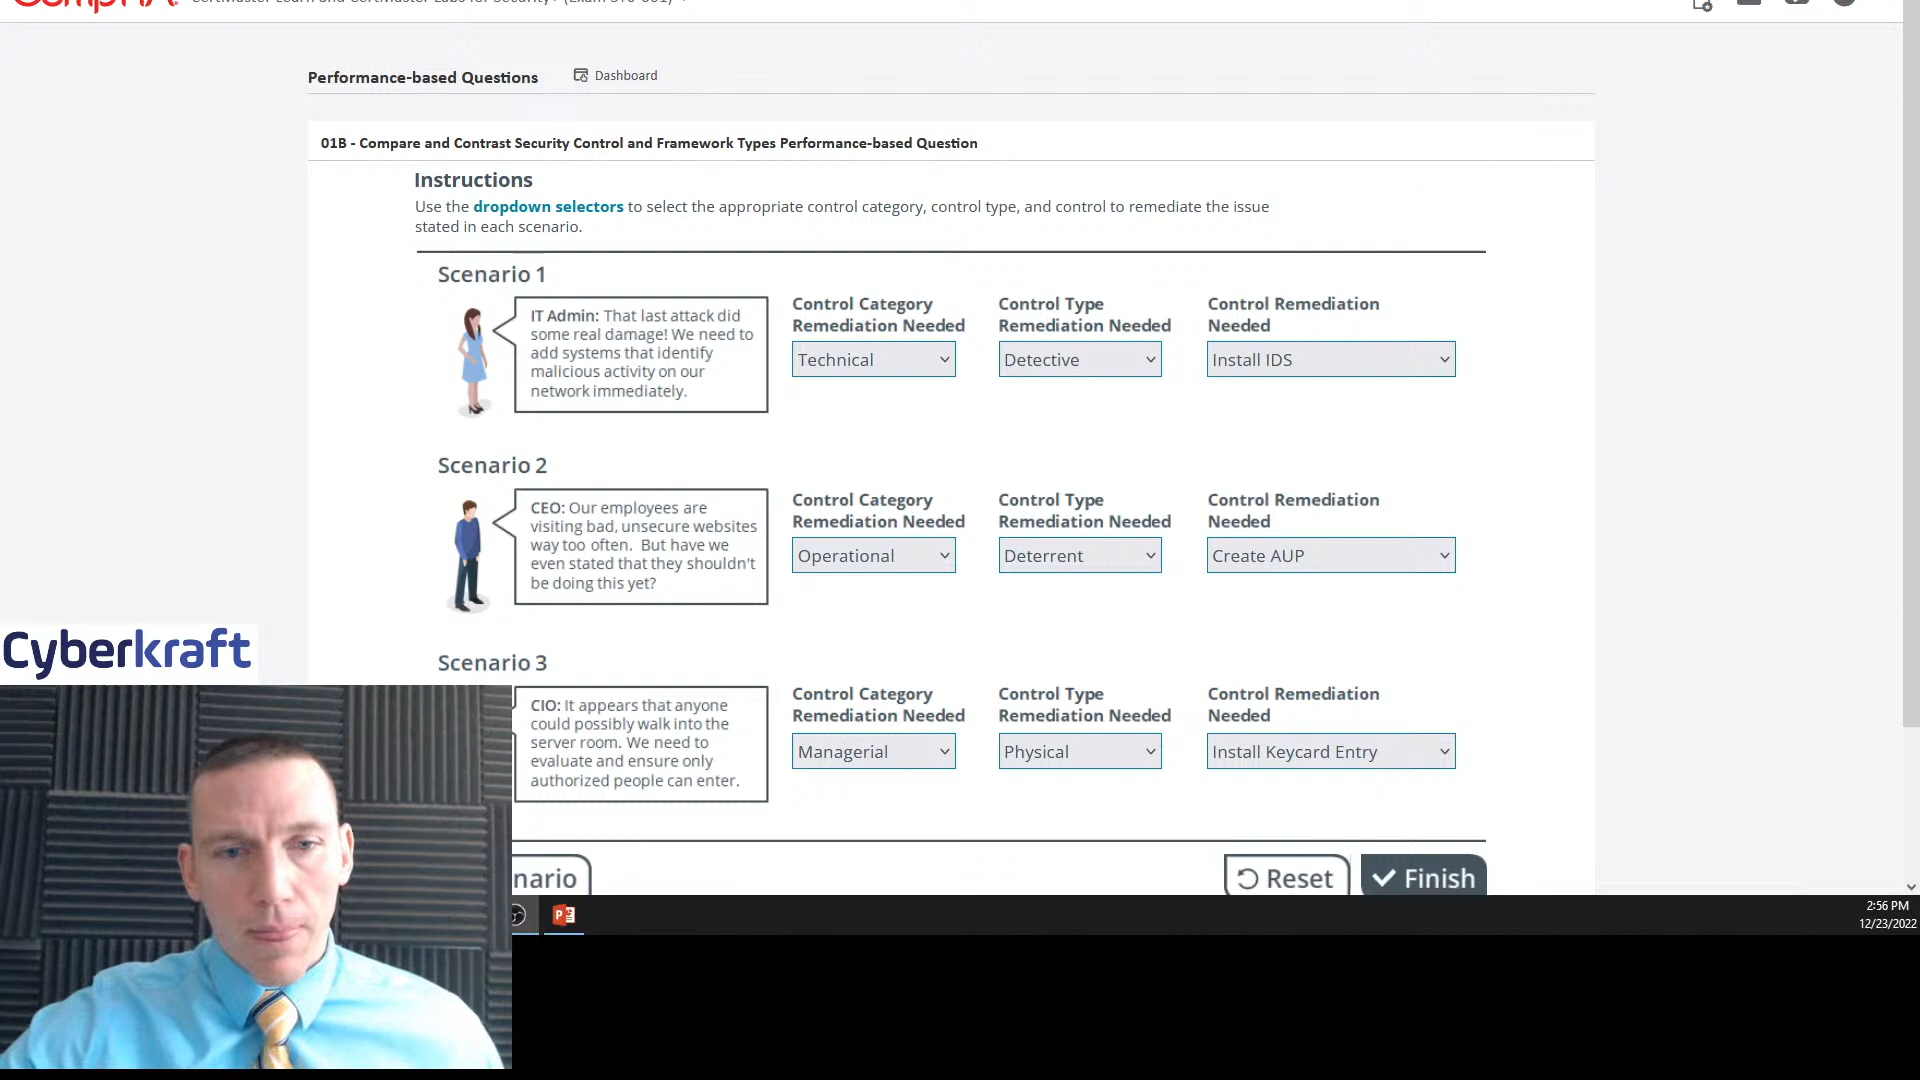 Performance-based Questions
Dashboard
01B - Compare and Contrast Security Control and Framework Types Performance-based Question
Instructions
Use the dropdown selectors to select the appropriate control category, control type, and control to remediate the issue
stated in each scenario.
Scenario 1
IT Admin: That last attack did
some real damage! We need to
add systems that identify
malicious activity on our
network immediately.
Control Category
Remediation Needed
Technical
Control Type
Remediation Needed
Detective
Control Remediation
Needed
Install IDS
Scenario 2
CEO: Our employees are
visiting bad, unsecure websites
way too often. But have we
even stated that they shouldn't
be doing this yet?
Control Category
Remediation Needed
Operational
Control Type
Remediation Needed
Deterrent
Control Remediation
Needed
Create AUP
Scenario 3
CIO: It appears that anyone
could possibly walk into the
server room. We need to
evaluate and ensure only
authorized people can enter.
Control Category
Remediation Needed
Managerial
Control Type
Remediation Needed
Physical
Control Remediation
Needed
Install Keycard Entry
nario
Reset
Finish
Cyberkraft
2:56 PM
12/23/2022